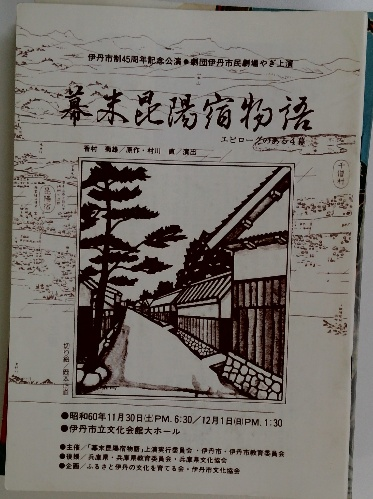 伊丹市制45周年記念公演●劇団伊丹市民劇場やぎ上演
幕末昆陽宿物語
エピローグのある4幕
香村 菊雄/原作・村川 直/演出
昆陽宿
●昭和60年11月30日(土)PM. 6:30/12月1日(日)PM. 1:30
●伊丹市立文化会館大ホール
●主催/「幕末昆陽宿物語」上演実行委員会・伊丹市・伊丹市教育委員会
●後援/兵庫県・兵庫県教育委員会・兵庫県文化協会
●企画/ふるさと伊丹の文化を育てる会・伊丹市文化協会